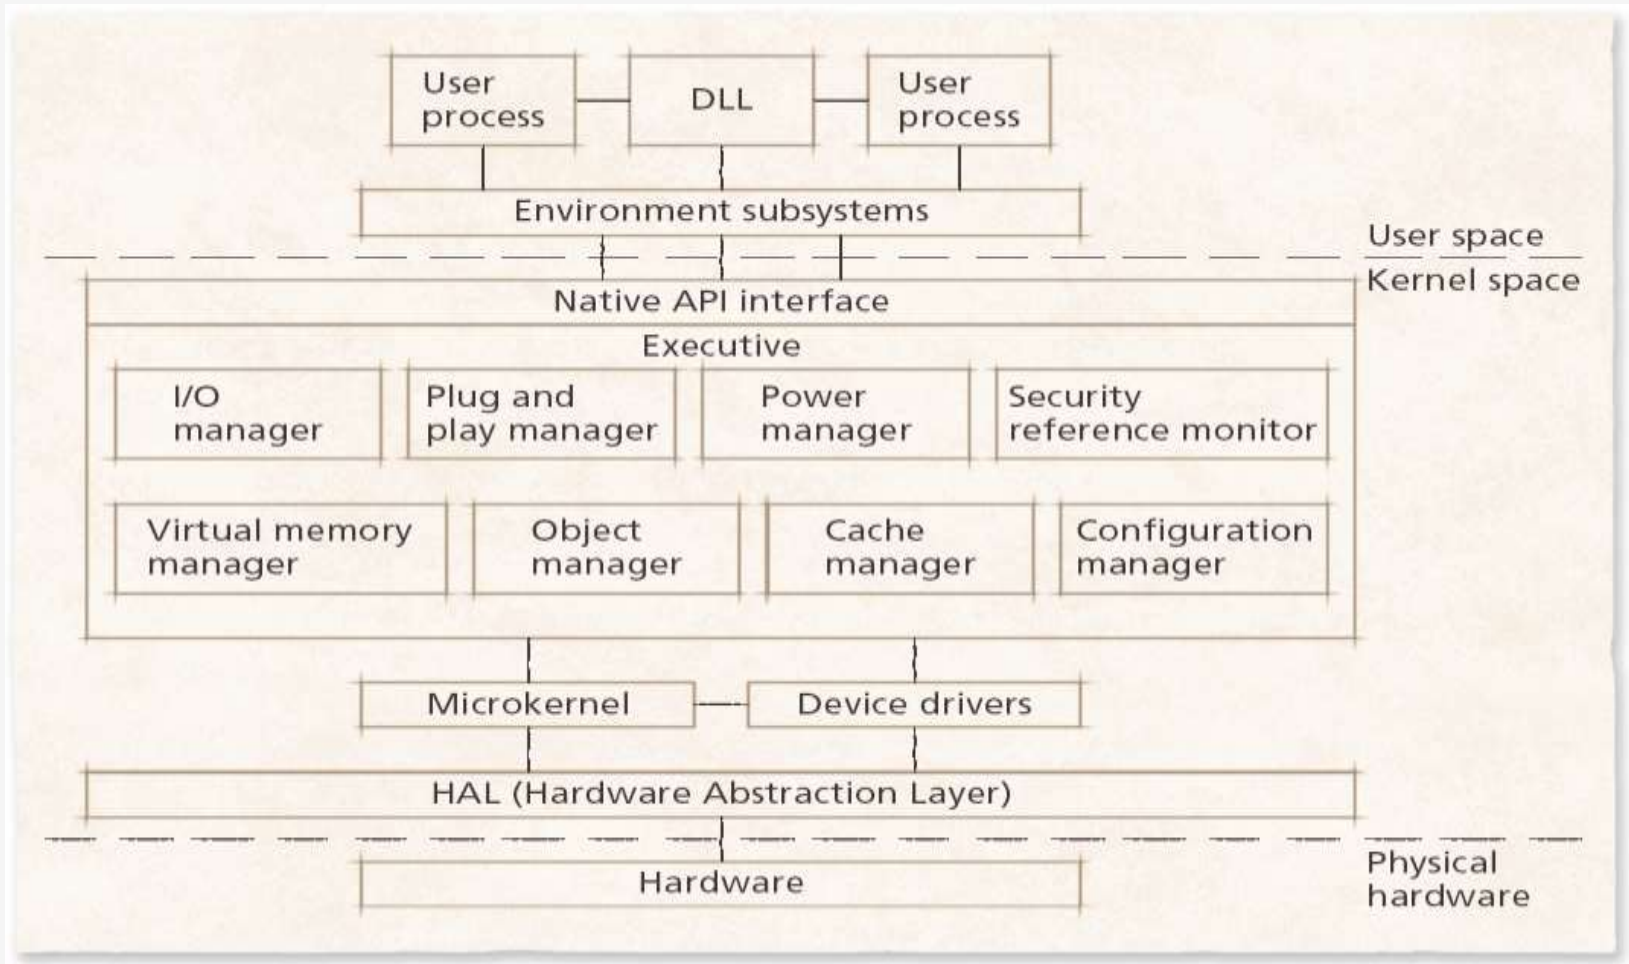 User
process
DLL
User
process
Environment subsystems
User space
Kernel space
Native API interface
Executive
I/O
manager
Plug and
play manager
Power
manager
Security
reference monitor
Virtual memory
manager
Object
manager
Cache
manager
Configuration
manager
Microkernel
Device drivers
HAL (Hardware Abstraction Layer)
Physical
hardware
Hardware